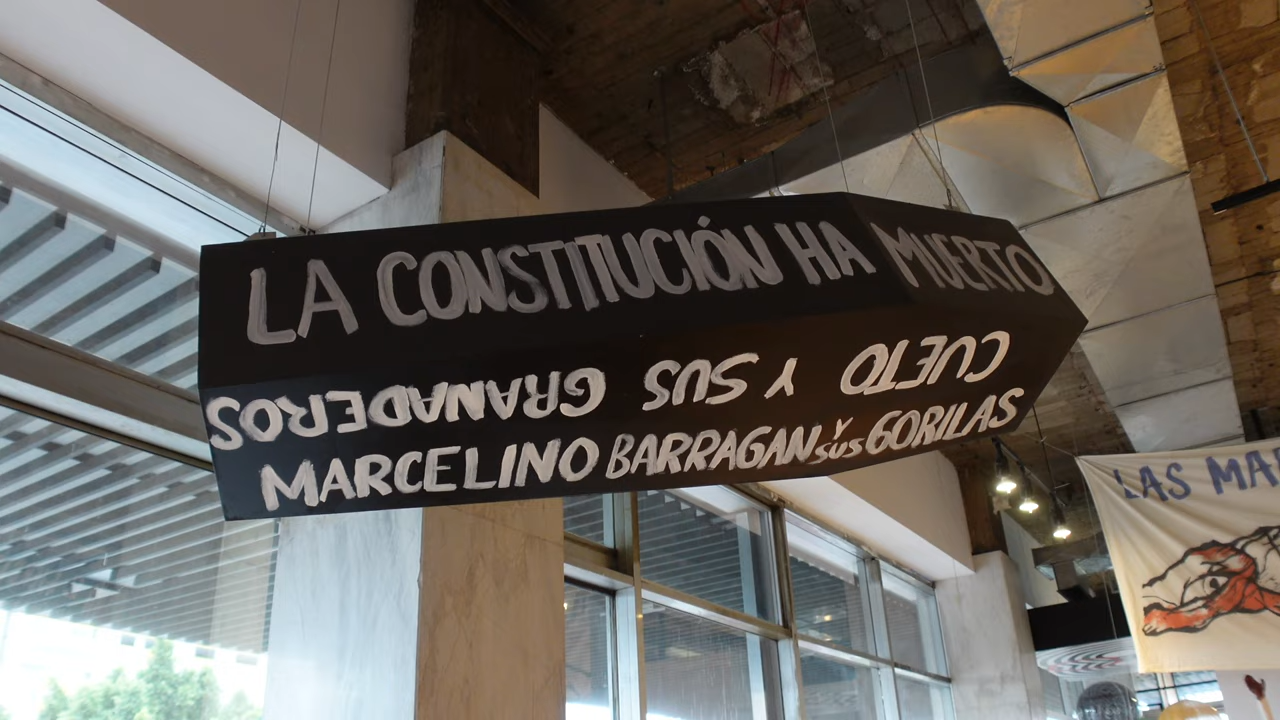 LA CONSTITUCIÓN HA MUERTO
CUETO Y SUS GRANADEROS
MARCELINO BARRAGAN Y SUS GORILAS
LAS MA